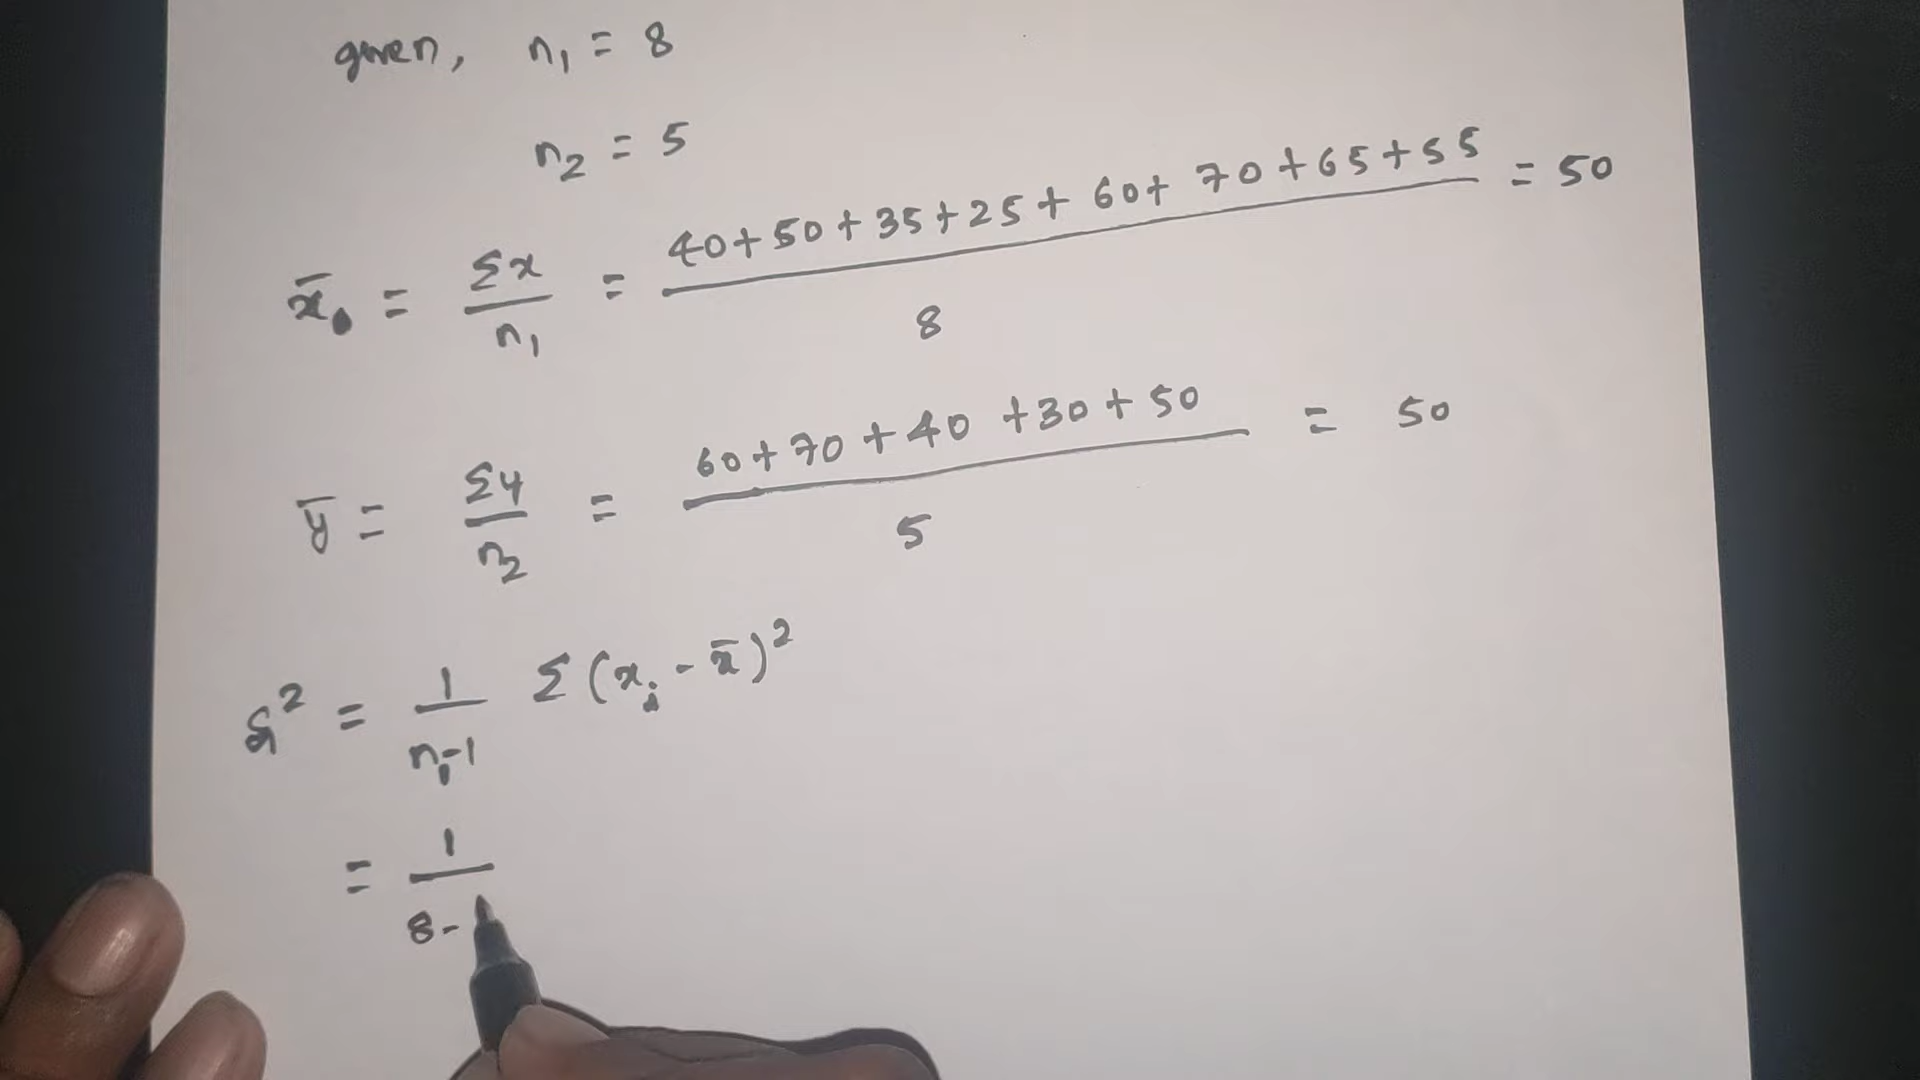 given, n₁ = 8
n₂ = 5
x̄ = Σx/n₁ = (40+50+35+25+60+70+65+55)/8 = 50
ȳ = Σy/n₂ = (60+70+40+30+50)/5 = 50
S₁² = 1/(n₁-1) Σ(xᵢ - x̄)²
= 1/(8-